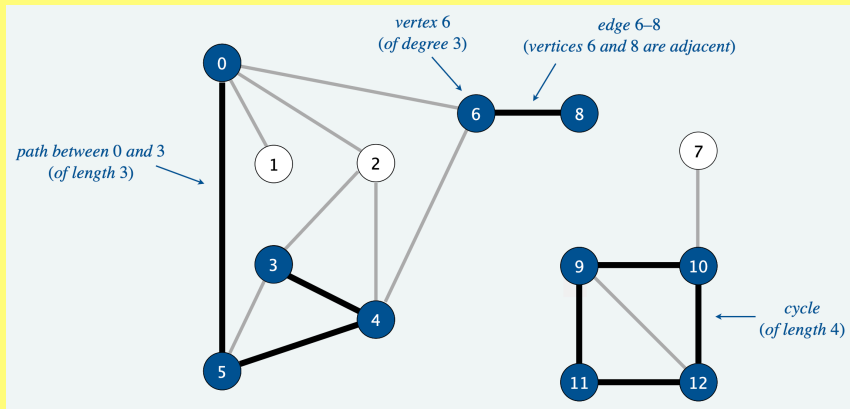 vertex 6
(of degree 3)
edge 6–8
(vertices 6 and 8 are adjacent)
0
6
8
path between 0 and 3
(of length 3)
1
2
7
3
9
10
4
cycle
(of length 4)
5
11
12